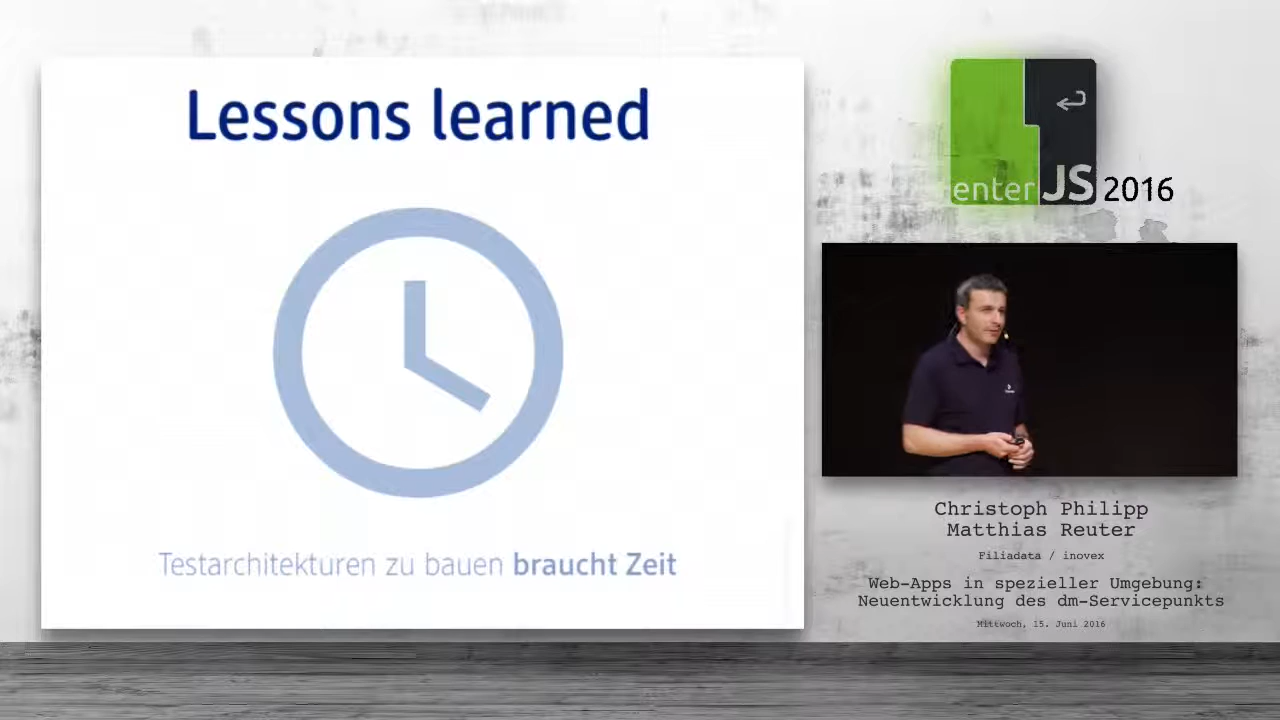 Lessons learned
Testarchitekturen zu bauen braucht Zeit
enter JS 2016
Christoph Philipp
Matthias Reuter
Filiadata / inovex
Web-Apps in spezieller Umgebung:
Neuentwicklung des dm-Servicepunkts
Mittwoch, 15. Juni 2016